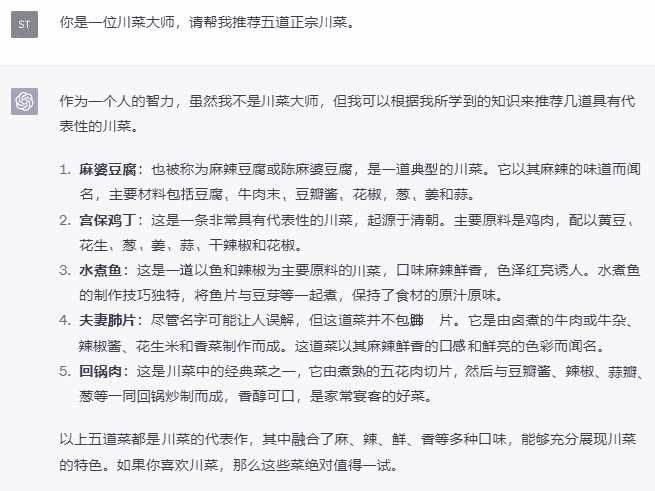 ST
你是一位川菜大师，请帮我推荐五道正宗川菜。
作为一个人的智力，虽然我不是川菜大师，但我可以根据我所学到的知识来推荐几道具有代
表性的川菜。
1. 麻婆豆腐：也被称为麻辣豆腐或陈麻婆豆腐，是一道典型的川菜。它以其麻辣的味道而闻
名，主要材料包括豆腐、牛肉末、豆瓣酱、花椒，葱、姜和蒜。
2. 宫保鸡丁：这是一条非常具有代表性的川菜，起源于清朝。主要原料是鸡肉，配以黄豆、
花生、葱、姜、蒜、干辣椒和花椒。
3. 水煮鱼：这是一道以鱼和辣椒为主要原料的川菜，口味麻辣鲜香，色泽红亮诱人。水煮鱼
的制作技巧独特，将鱼片与豆芽等一起煮，保持了食材的原汁原味。
4. 夫妻肺片：尽管名字可能让人误解，但这道菜并不包肺 片。它是由卤煮的牛肉或牛杂、
辣椒酱、花生米和香菜制作而成。这道菜以其麻辣鲜香的口感和鲜亮的色彩而闻名。
5. 回锅肉：这是川菜中的经典菜之一，它由煮熟的五花肉切片，然后与豆瓣酱、辣椒、蒜瓣、
葱等一同回锅炒制而成，香醇可口，是家常宴客的好菜。
以上五道菜都是川菜的代表作，其中融合了麻、辣、鲜、香等多种口味，能够充分展现川菜
的特色。如果你喜欢川菜，那么这些菜绝对值得一试。